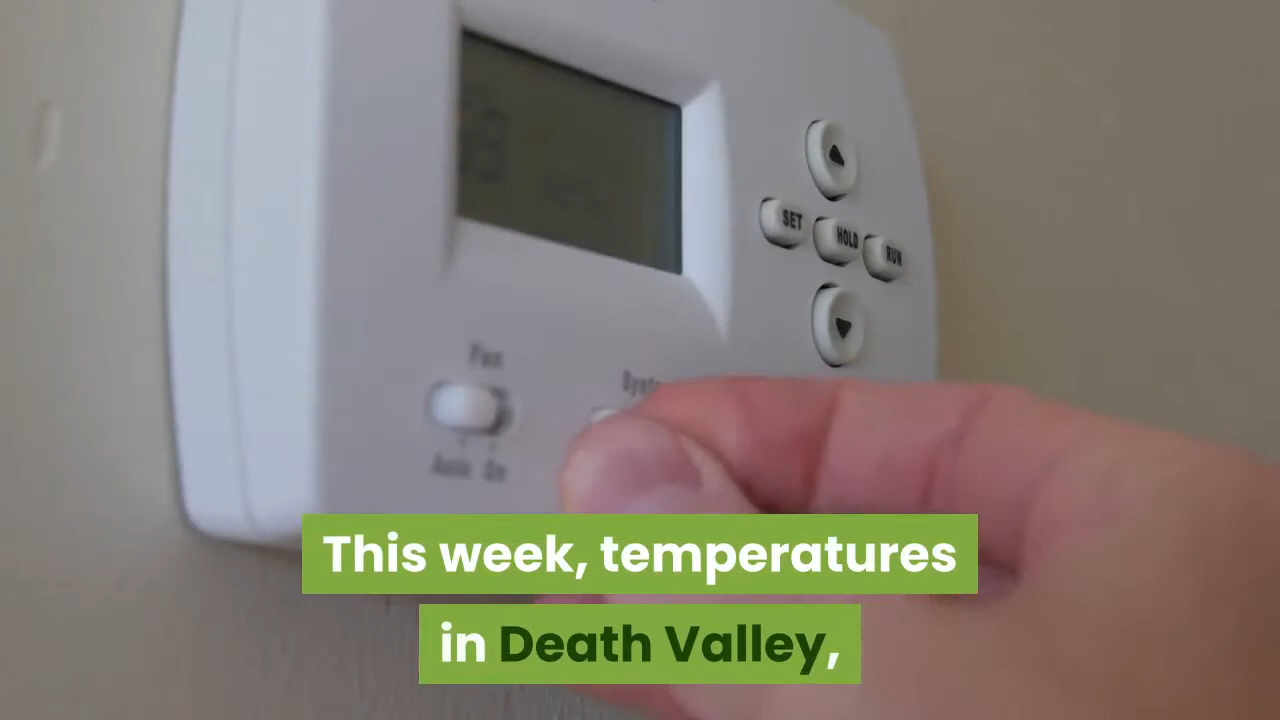 SET
HOLD
RUN
Fan
Auto On
This week, temperatures
in Death Valley,